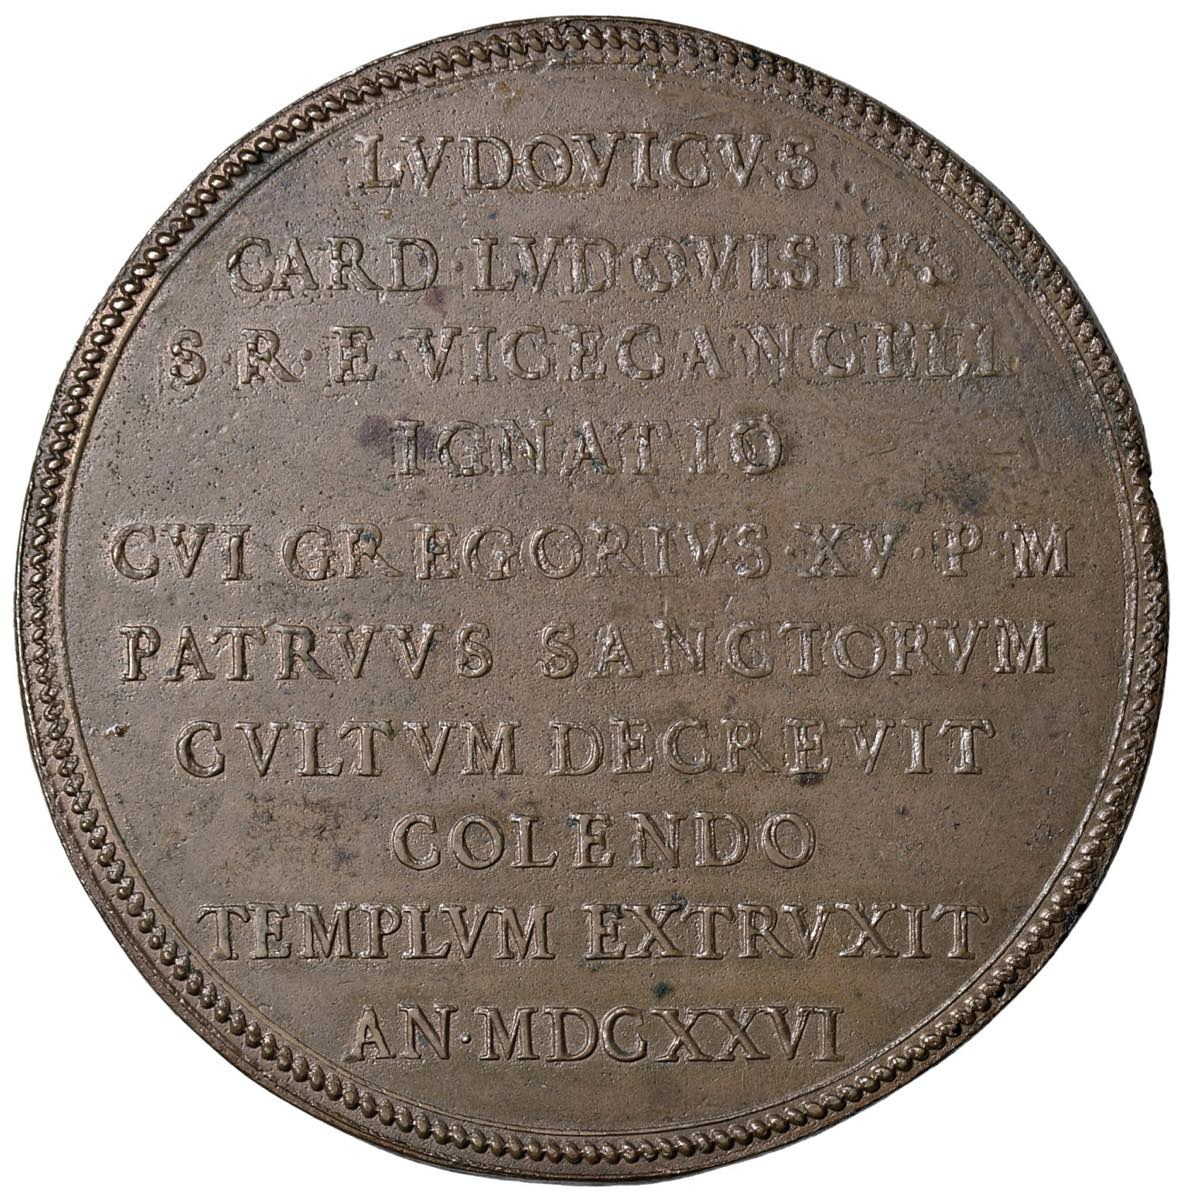 LVDOVICVS
CARD·LVDOVISIVS
S·R·E·VICECANCELL
IGNATIO
CVI GREGORIVS·XV·P·M
PATRVVS SANCTORVM
CVLTVM DECREVIT
COLENDO
TEMPLVM EXTRVXIT
AN·MDCXXVI